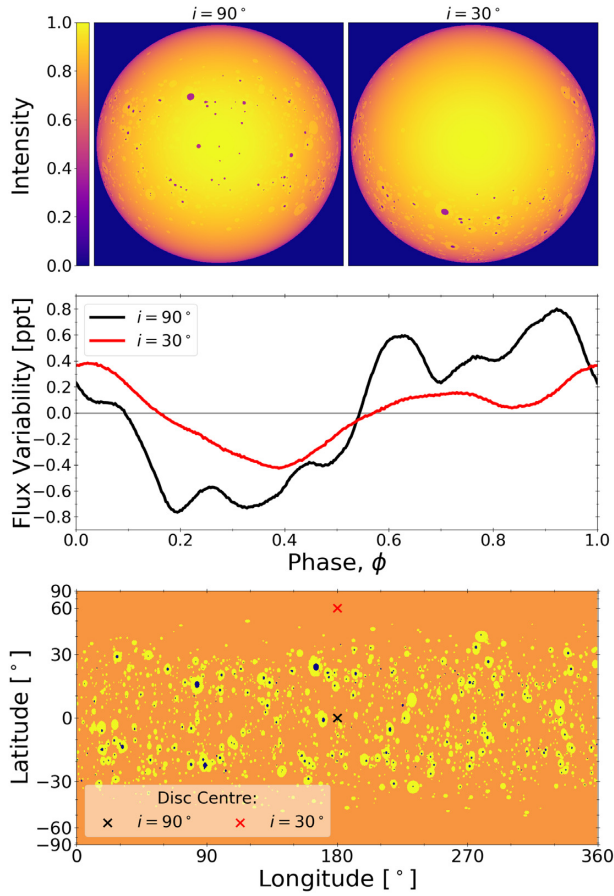 i = 90° i = 30°
1.0
0.8
0.6
0.4
0.2
0.0
Intensity
0.8
0.6
0.4
0.2
0.0
−0.2
−0.4
−0.6
−0.8
Flux Variability [ppt]
i = 90°
i = 30°
0.0 0.2 0.4 0.6 0.8 1.0
Phase, ϕ
90
60
30
0
−30
−60
−90
Latitude [°]
Disc Centre:
i = 90° i = 30°
0 90 180 270 360
Longitude [°]